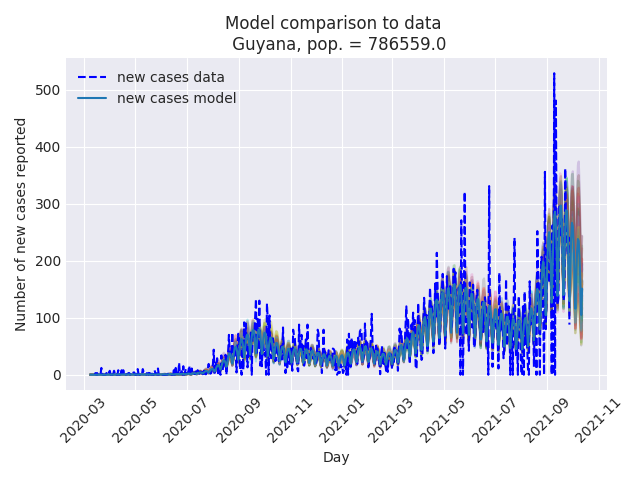 Model comparison to data
Guyana, pop. = 786559.0
new cases data
new cases model
Number of new cases reported
500
400
300
200
100
0
2020-03
2020-05
2020-07
2020-09
2020-11
2021-01
2021-03
2021-05
2021-07
2021-09
2021-11
Day